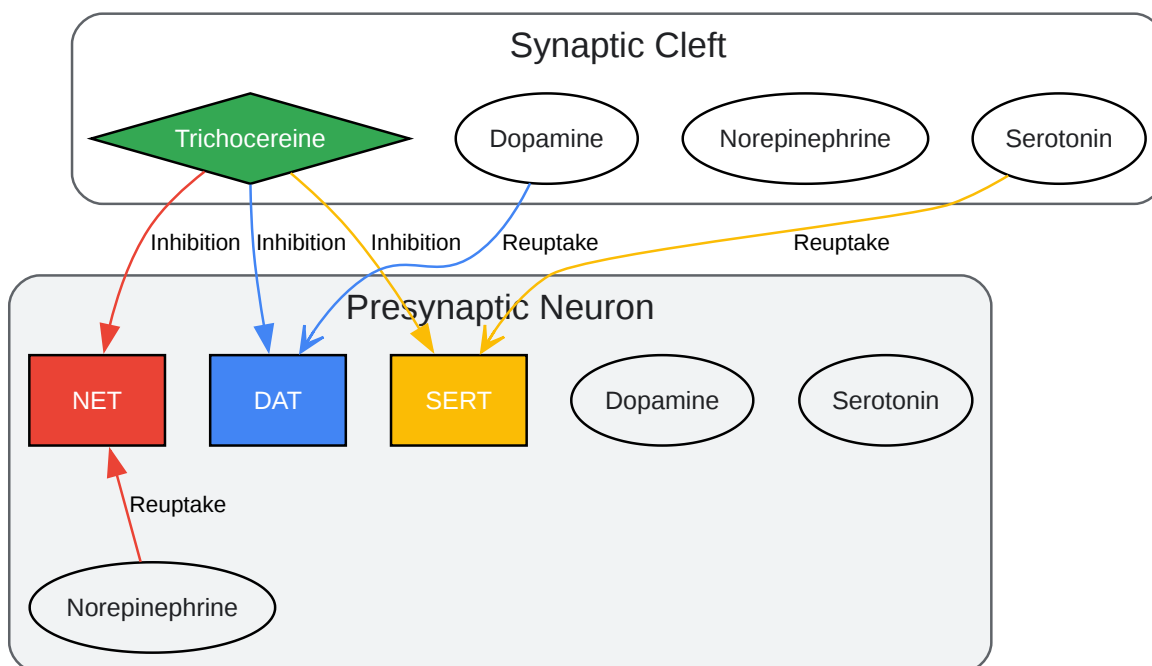 Synaptic Cleft
Trichocereine
Dopamine
Norepinephrine
Serotonin
Inhibition
Inhibition
Inhibition
Reuptake
Reuptake
Presynaptic Neuron
NET
DAT
SERT
Dopamine
Serotonin
Reuptake
Norepinephrine